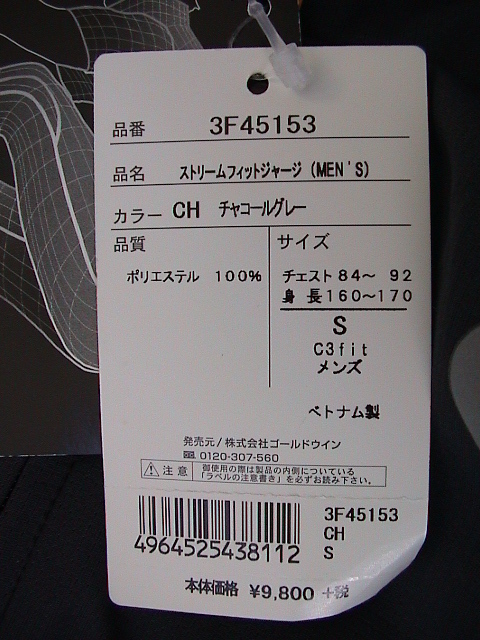 品番 3F45153
品名 ストリームフィットジャージ (MEN'S)
カラー CH チャコールグレー
品質
ポリエステル 100%
サイズ
チェスト84〜 92
身 長160〜170
S
C3fit
メンズ
ベトナム製
発売元/株式会社ゴールドウイン
0120-307-560
注意 御使用の際は製品の内側についている
「ラベルの注意書き」を必ずお読み下さい。
4964525438112
3F45153
CH
S
本体価格 ¥9,800 +税